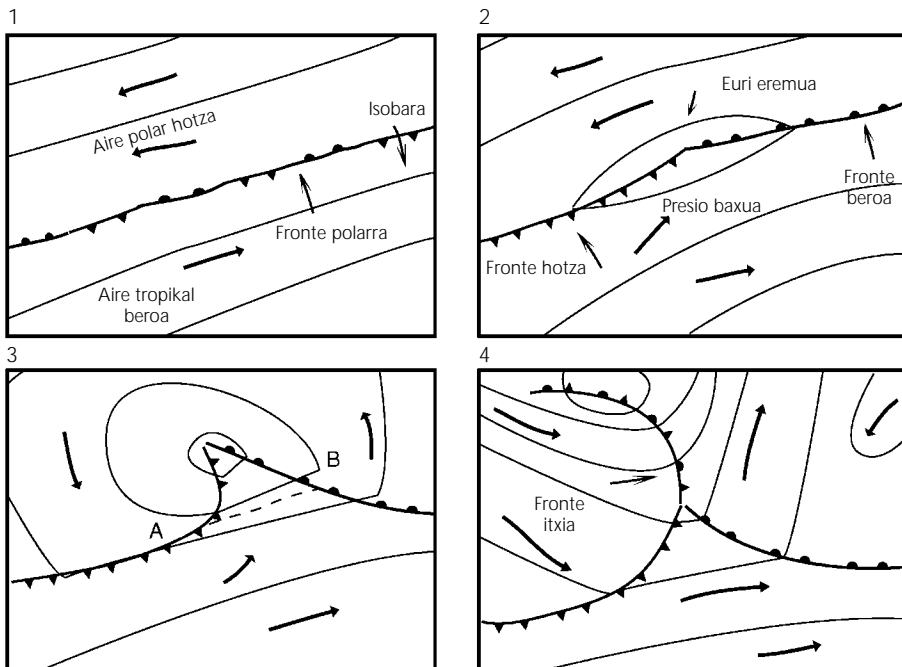 1
Isobara
Aire polar hotza
Fronte polarra
Aire tropikal
beroa
2
Euri eremua
Fronte
beroa
Presio baxua
Fronte hotza
3
B
A
4
Fronte
itxia